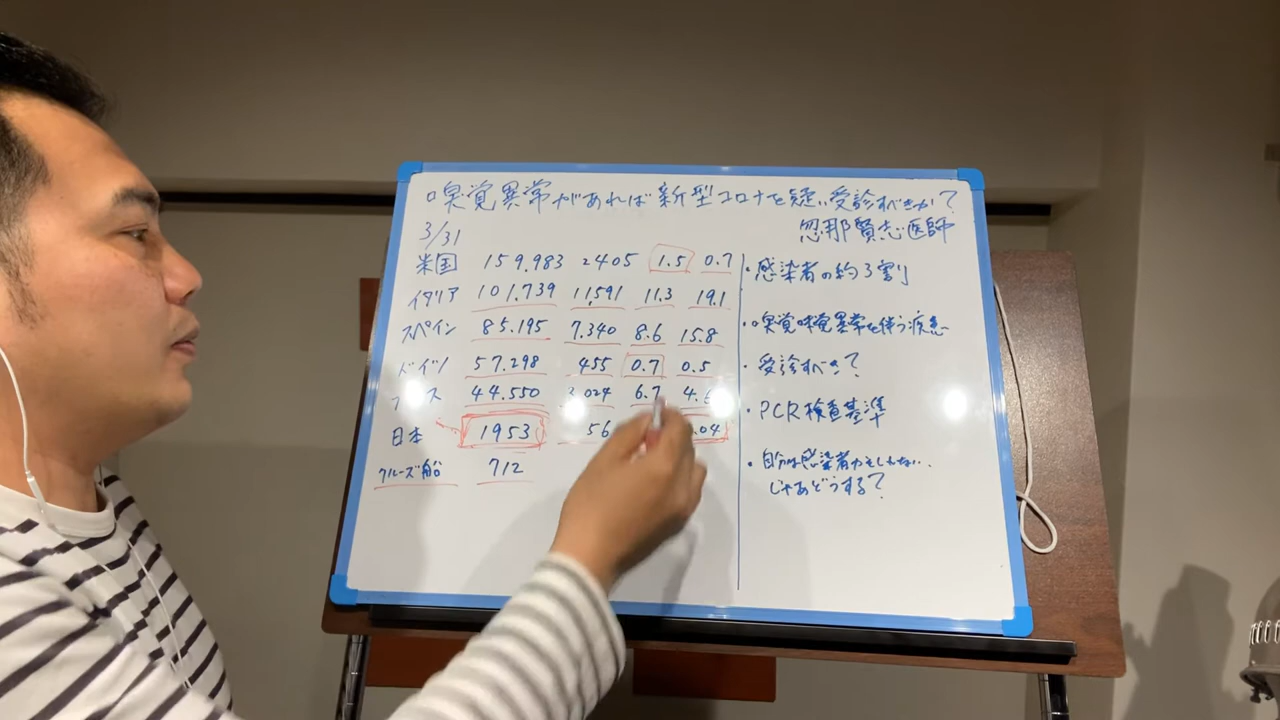 嗅覚異常があれば新型コロナを疑い受診すべきか?
忽那賢志医師
3/31
米国 159.983 2405 1.5 0.7
イタリア 101.739 11,591 11.3 19.1
スペイン 85.195 7.340 8.6 15.8
ドイツ 57.298 455 0.7 0.5
ス 44.550 3.024 6.7 4.6
日本 1953 56 .04
クルーズ船 712
・感染者の約3割
・嗅覚味覚異常を伴う疾患
・受診すべき?
・PCR検査基準
・自分は感染者かもしれない、
じゃあどうする?